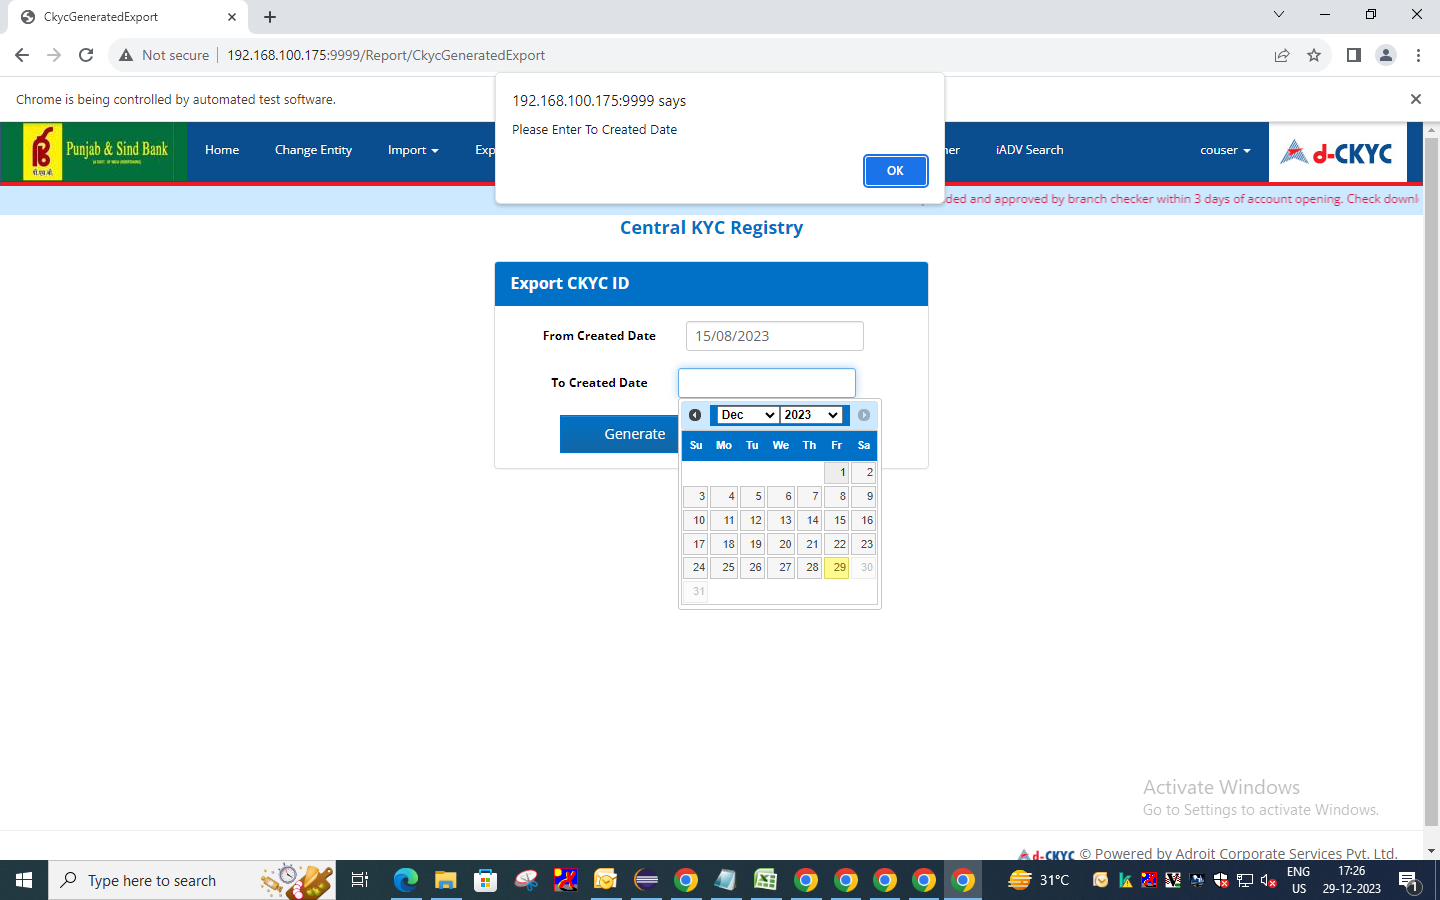 CkycGeneratedExport
Not secure
192.168.100.175:9999/Report/CkycGeneratedExport
Chrome is being controlled by automated test software.
192.168.100.175:9999 says
Please Enter To Created Date
OK
Punjab & Sind Bank
Home
Change Entity
Import
Exp
ner
iADV Search
couser
d-CKYC
ded and approved by branch checker within 3 days of account opening. Check downl
Central KYC Registry
Export CKYC ID
From Created Date
15/08/2023
To Created Date
Generate
Dec 2023
Su Mo Tu We Th Fr Sa
1 2
3 4 5 6 7 8 9
10 11 12 13 14 15 16
17 18 19 20 21 22 23
24 25 26 27 28 29 30
31
Activate Windows
Go to Settings to activate Windows.
d-CKYC © Powered by Adroit Corporate Services Pvt. Ltd.
Type here to search
31°C
ENG
US
17:26
29-12-2023
1